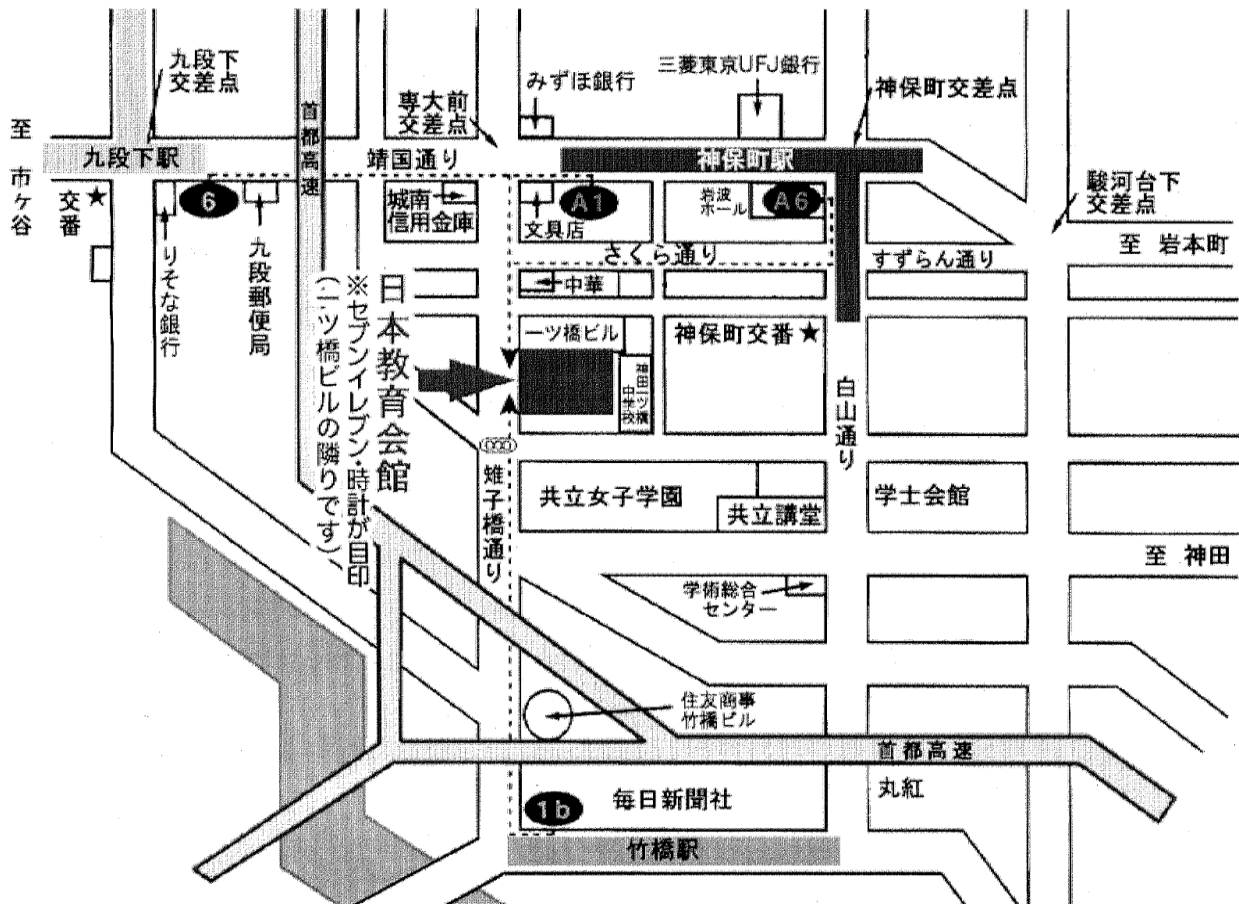 九段下
交差点
首都高速
専大前
交差点
みずほ銀行
三菱東京UFJ銀行
神保町交差点
至 市ヶ谷
九段下駅
靖国通り
神保町駅
交番
★
6
りそな銀行
九段郵便局
城南
信用金庫
文具店
A1
岩波
ホール
A6
駿河台下
交差点
至 岩本町
さくら通り
すずらん通り
中華
日本教育会館
※セブンイレブン・時計が目印
(一ツ橋ビルの隣りです)
一ツ橋ビル
神田一ツ橋
中学校
神保町交番★
白山通り
雉子橋通り
共立女子学園
共立講堂
学士会館
至 神田
学術総合
センター
住友商事
竹橋ビル
首都高速
1b
毎日新聞社
丸紅
竹橋駅